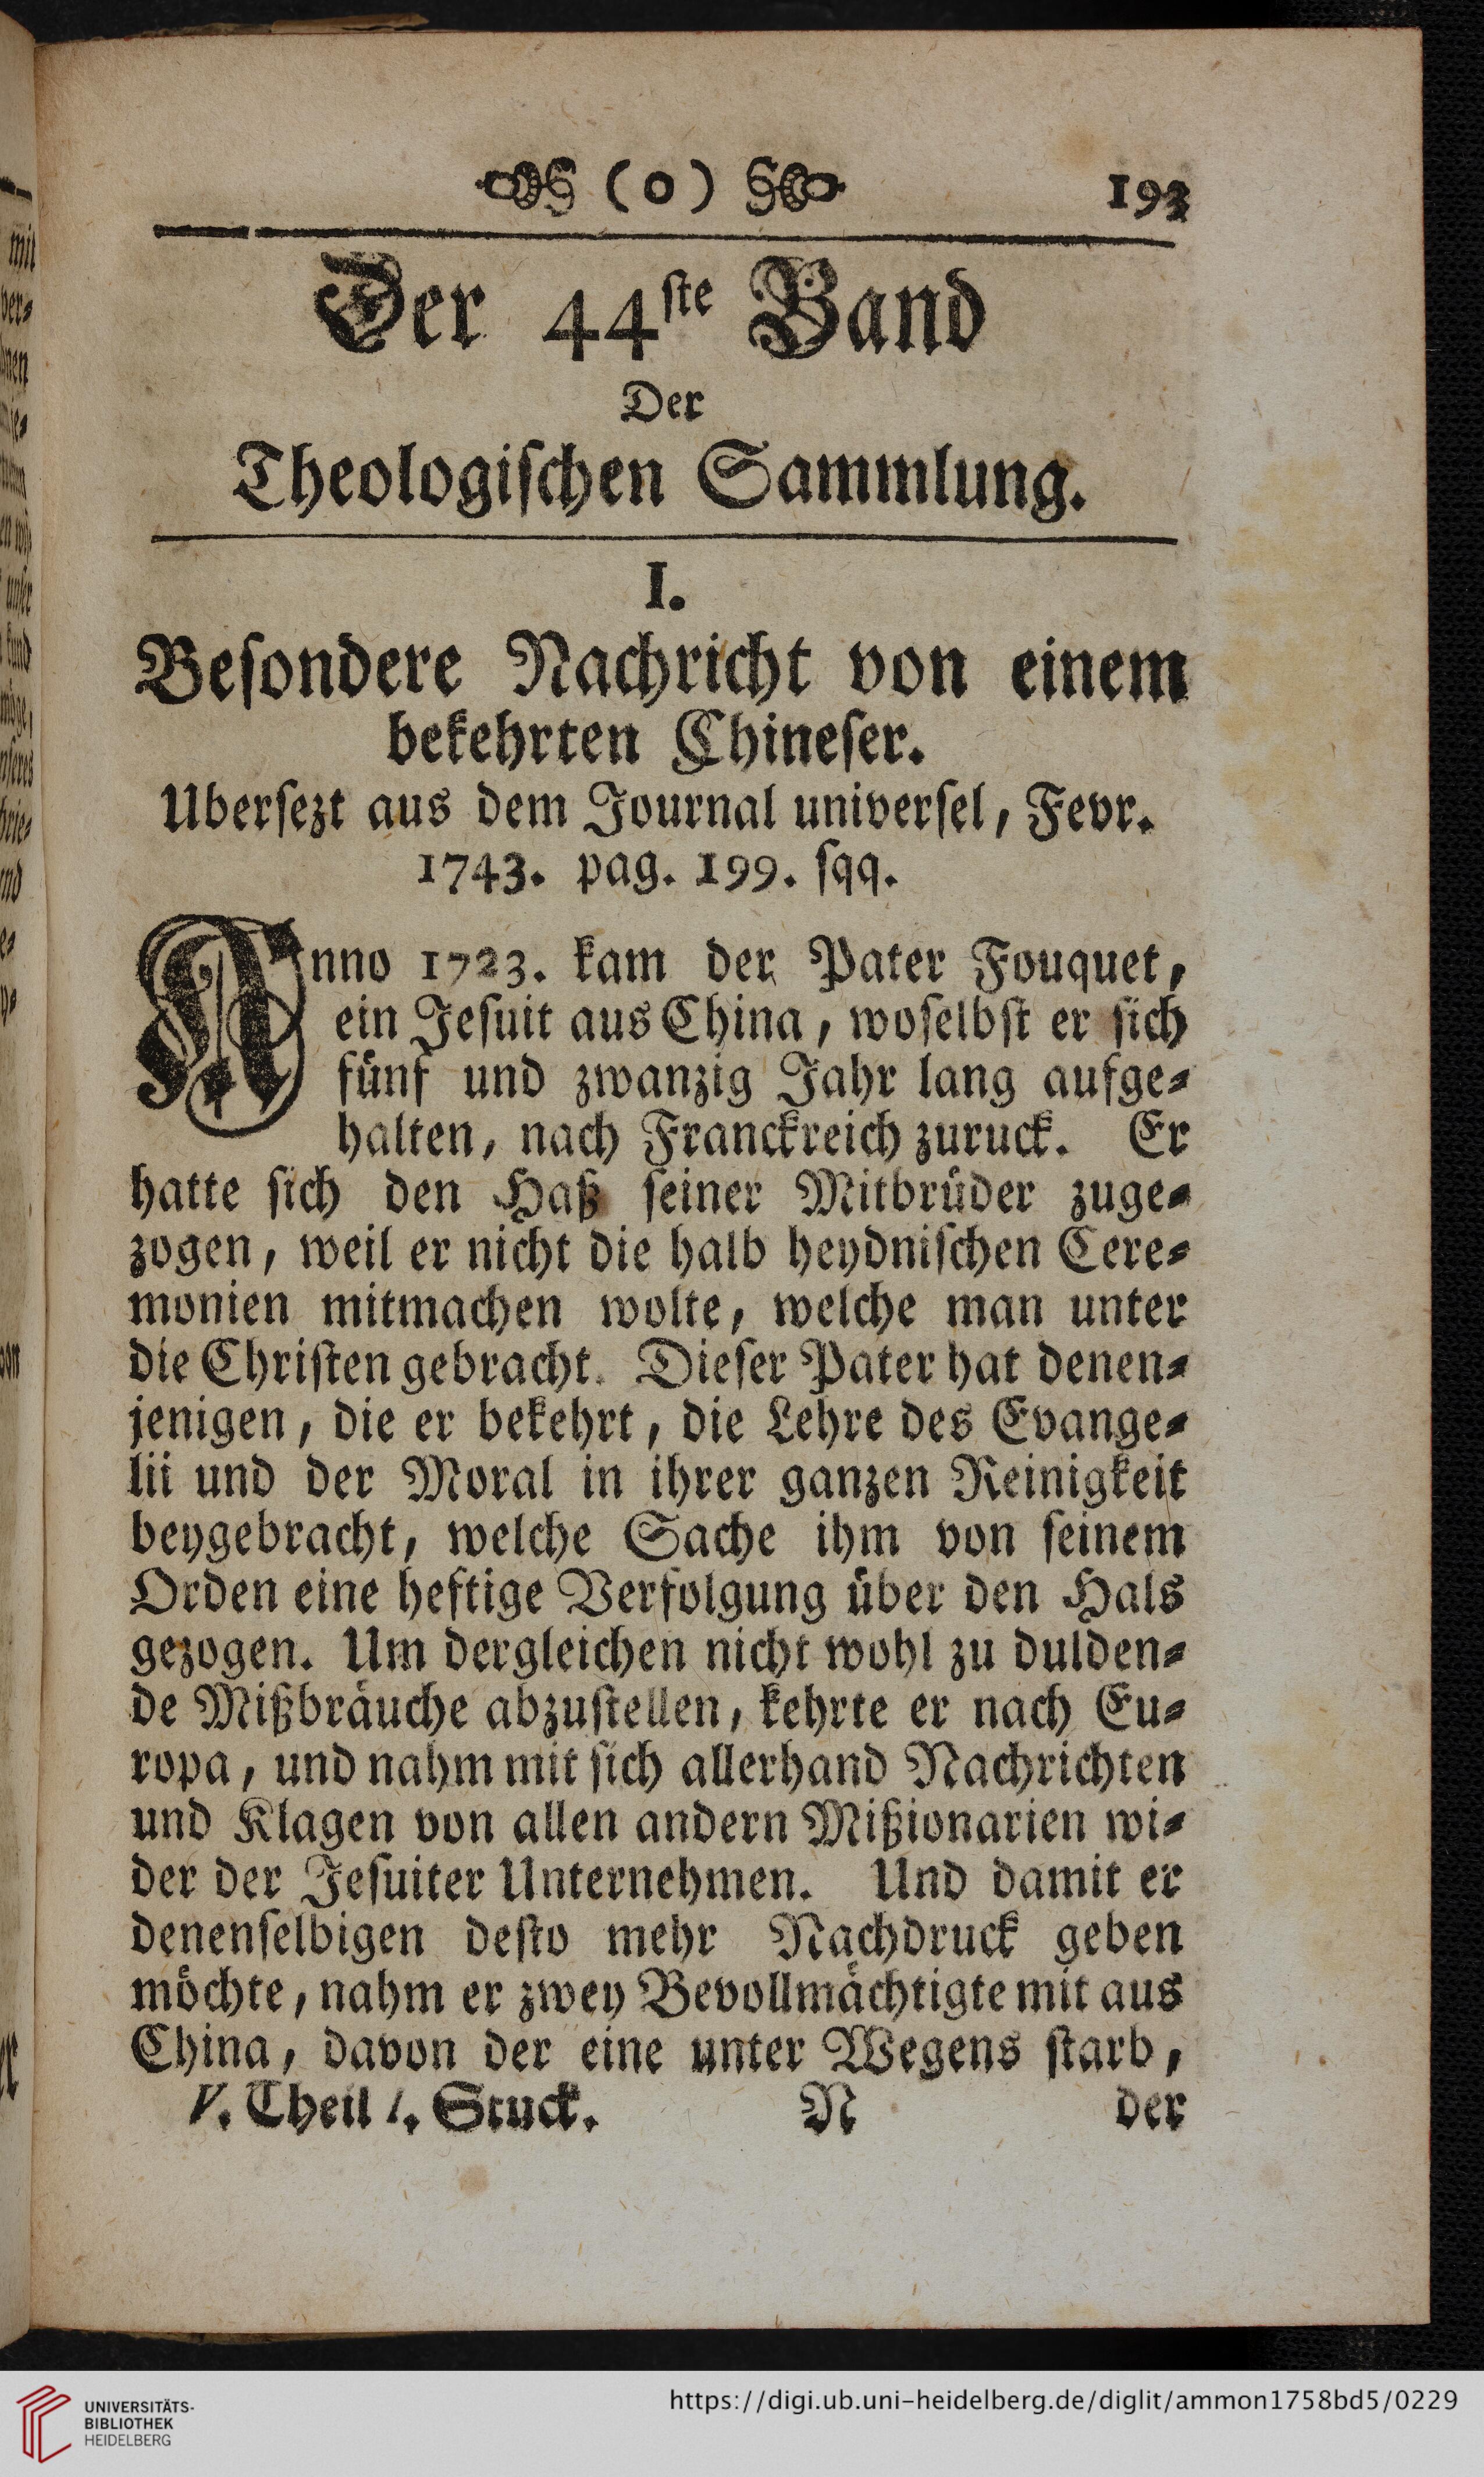 (o) 193
Der 44ste Band
Der
Theologiſchen Sammlung.
I.
Beſondere Nachricht von einem
bekehrten Chineſer.
Uberſezt aus dem Journal univerſel, Fevr.
1743. pag. 199. ſqq.
Anno 1723. kam der Pater Fouquet,
ein Jeſuit aus China, woſelbſt er ſich
fünf und zwanzig Jahr lang aufge⸗
halten, nach Franckreich zuruck. Er
hatte ſich den Haß ſeiner Mitbrüder zuge⸗
zogen, weil er nicht die halb heydniſchen Cere⸗
monien mitmachen wolte, welche man unter
die Chriſten gebracht. Dieſer Pater hat denen⸗
jenigen, die er bekehrt, die Lehre des Evange⸗
lii und der Moral in ihrer ganzen Reinigkeit
beygebracht, welche Sache ihm von ſeinem
Orden eine heftige Verfolgung über den Hals
gezogen. Um dergleichen nicht wohl zu dulden⸗
de Mißbräuche abzuſtellen, kehrte er nach Eu⸗
ropa, und nahm mit ſich allerhand Nachrichten
und Klagen von allen andern Mißionarien wi⸗
der der Jeſuiter Unternehmen. Und damit er
denenſelbigen deſto mehr Nachdruck geben
möchte, nahm er zwey Bevollmächtigte mit aus
China, davon der eine unter Wegens ſtarb,
V. Theil I. Stuck. N der
UNIVERSITÄTS-
BIBLIOTHEK
HEIDELBERG
https://digi.ub.uni-heidelberg.de/diglit/ammon1758bd5/0229